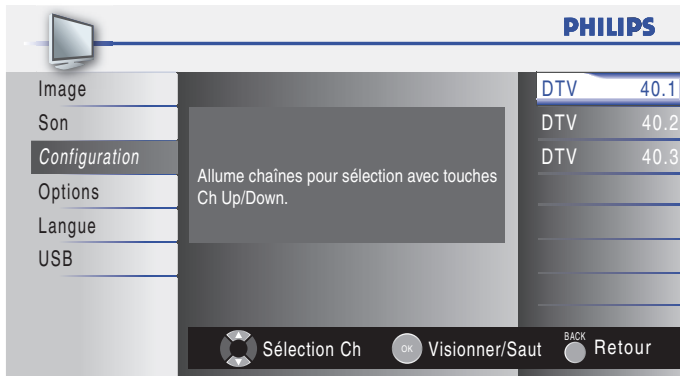 PHILIPS
Image
Son
Configuration
Options
Langue
USB
Allume chaînes pour sélection avec touches
Ch Up/Down.
DTV 40.1
DTV 40.2
DTV 40.3
Sélection Ch
OK Visionner/Saut
BACK Retour